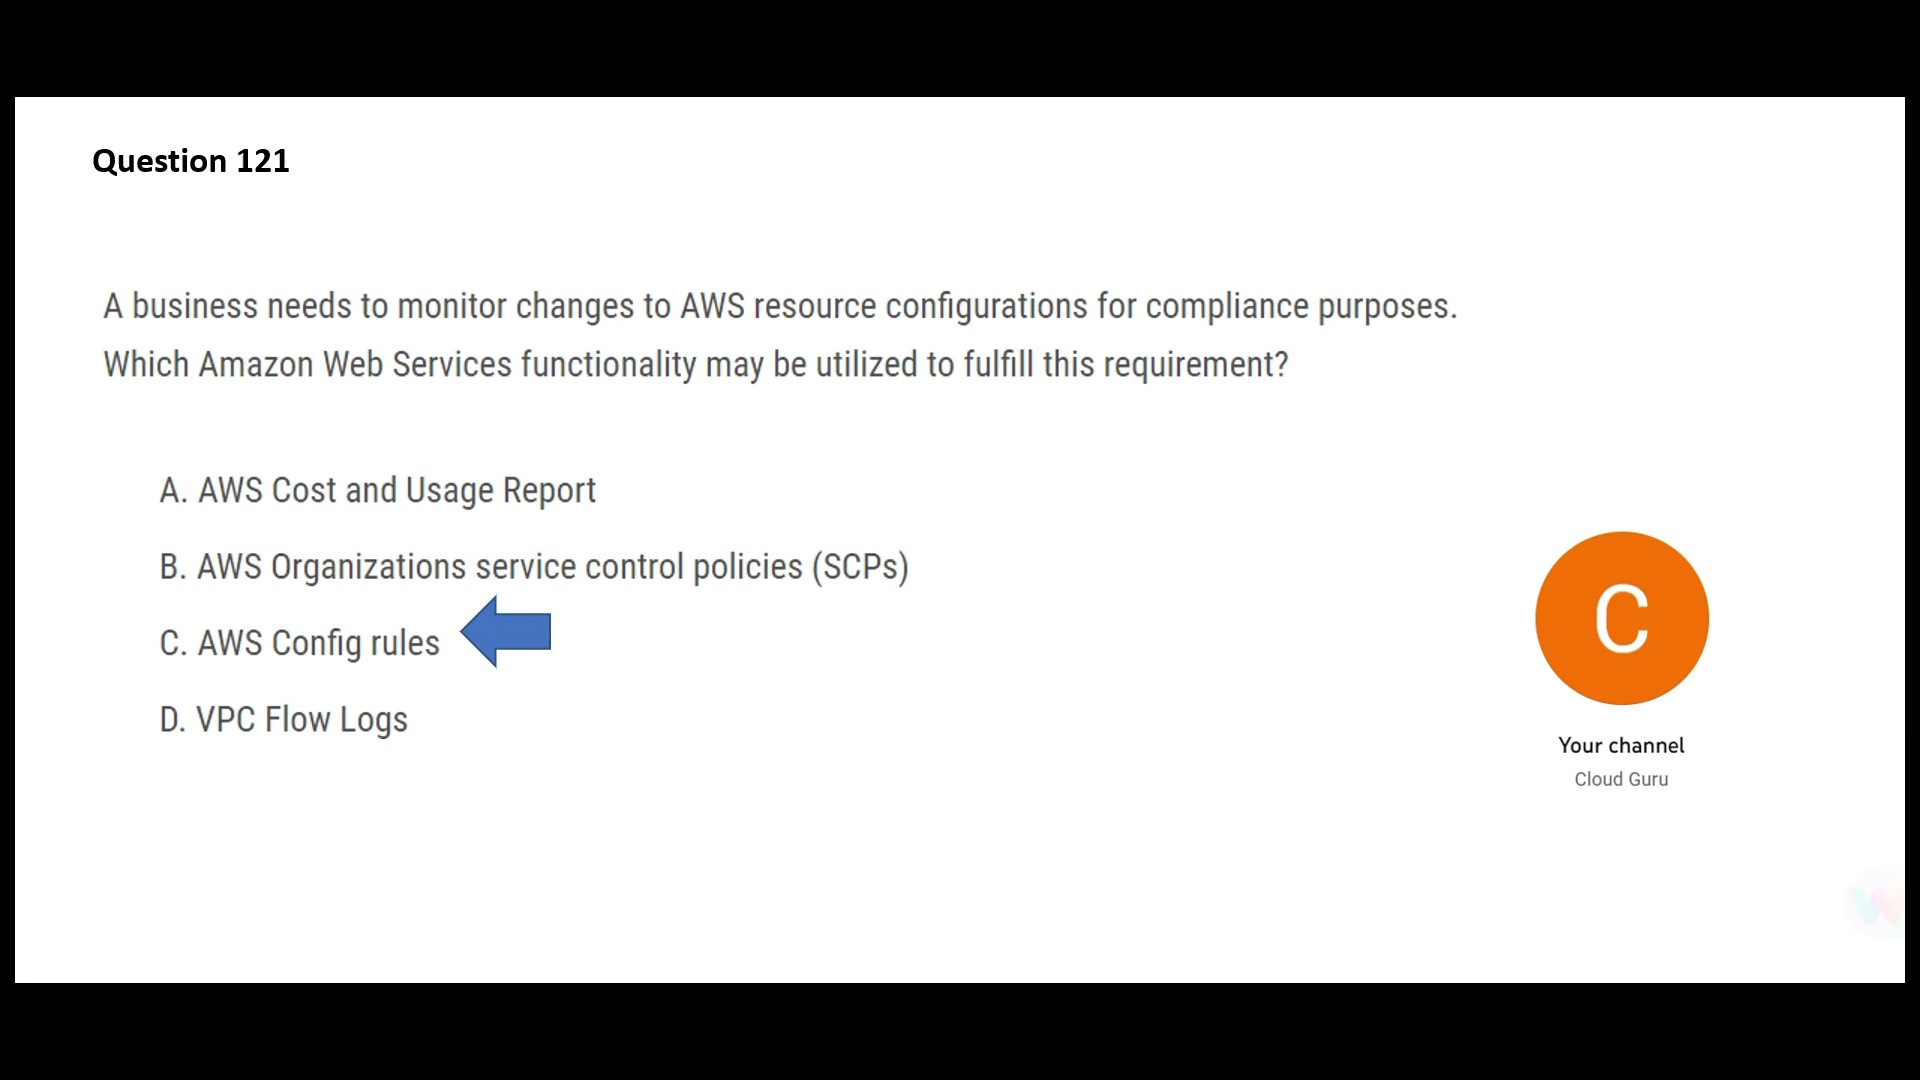 Question 121
A business needs to monitor changes to AWS resource configurations for compliance purposes.
Which Amazon Web Services functionality may be utilized to fulfill this requirement?
A. AWS Cost and Usage Report
B. AWS Organizations service control policies (SCPs)
C. AWS Config rules
D. VPC Flow Logs
C
Your channel
Cloud Guru